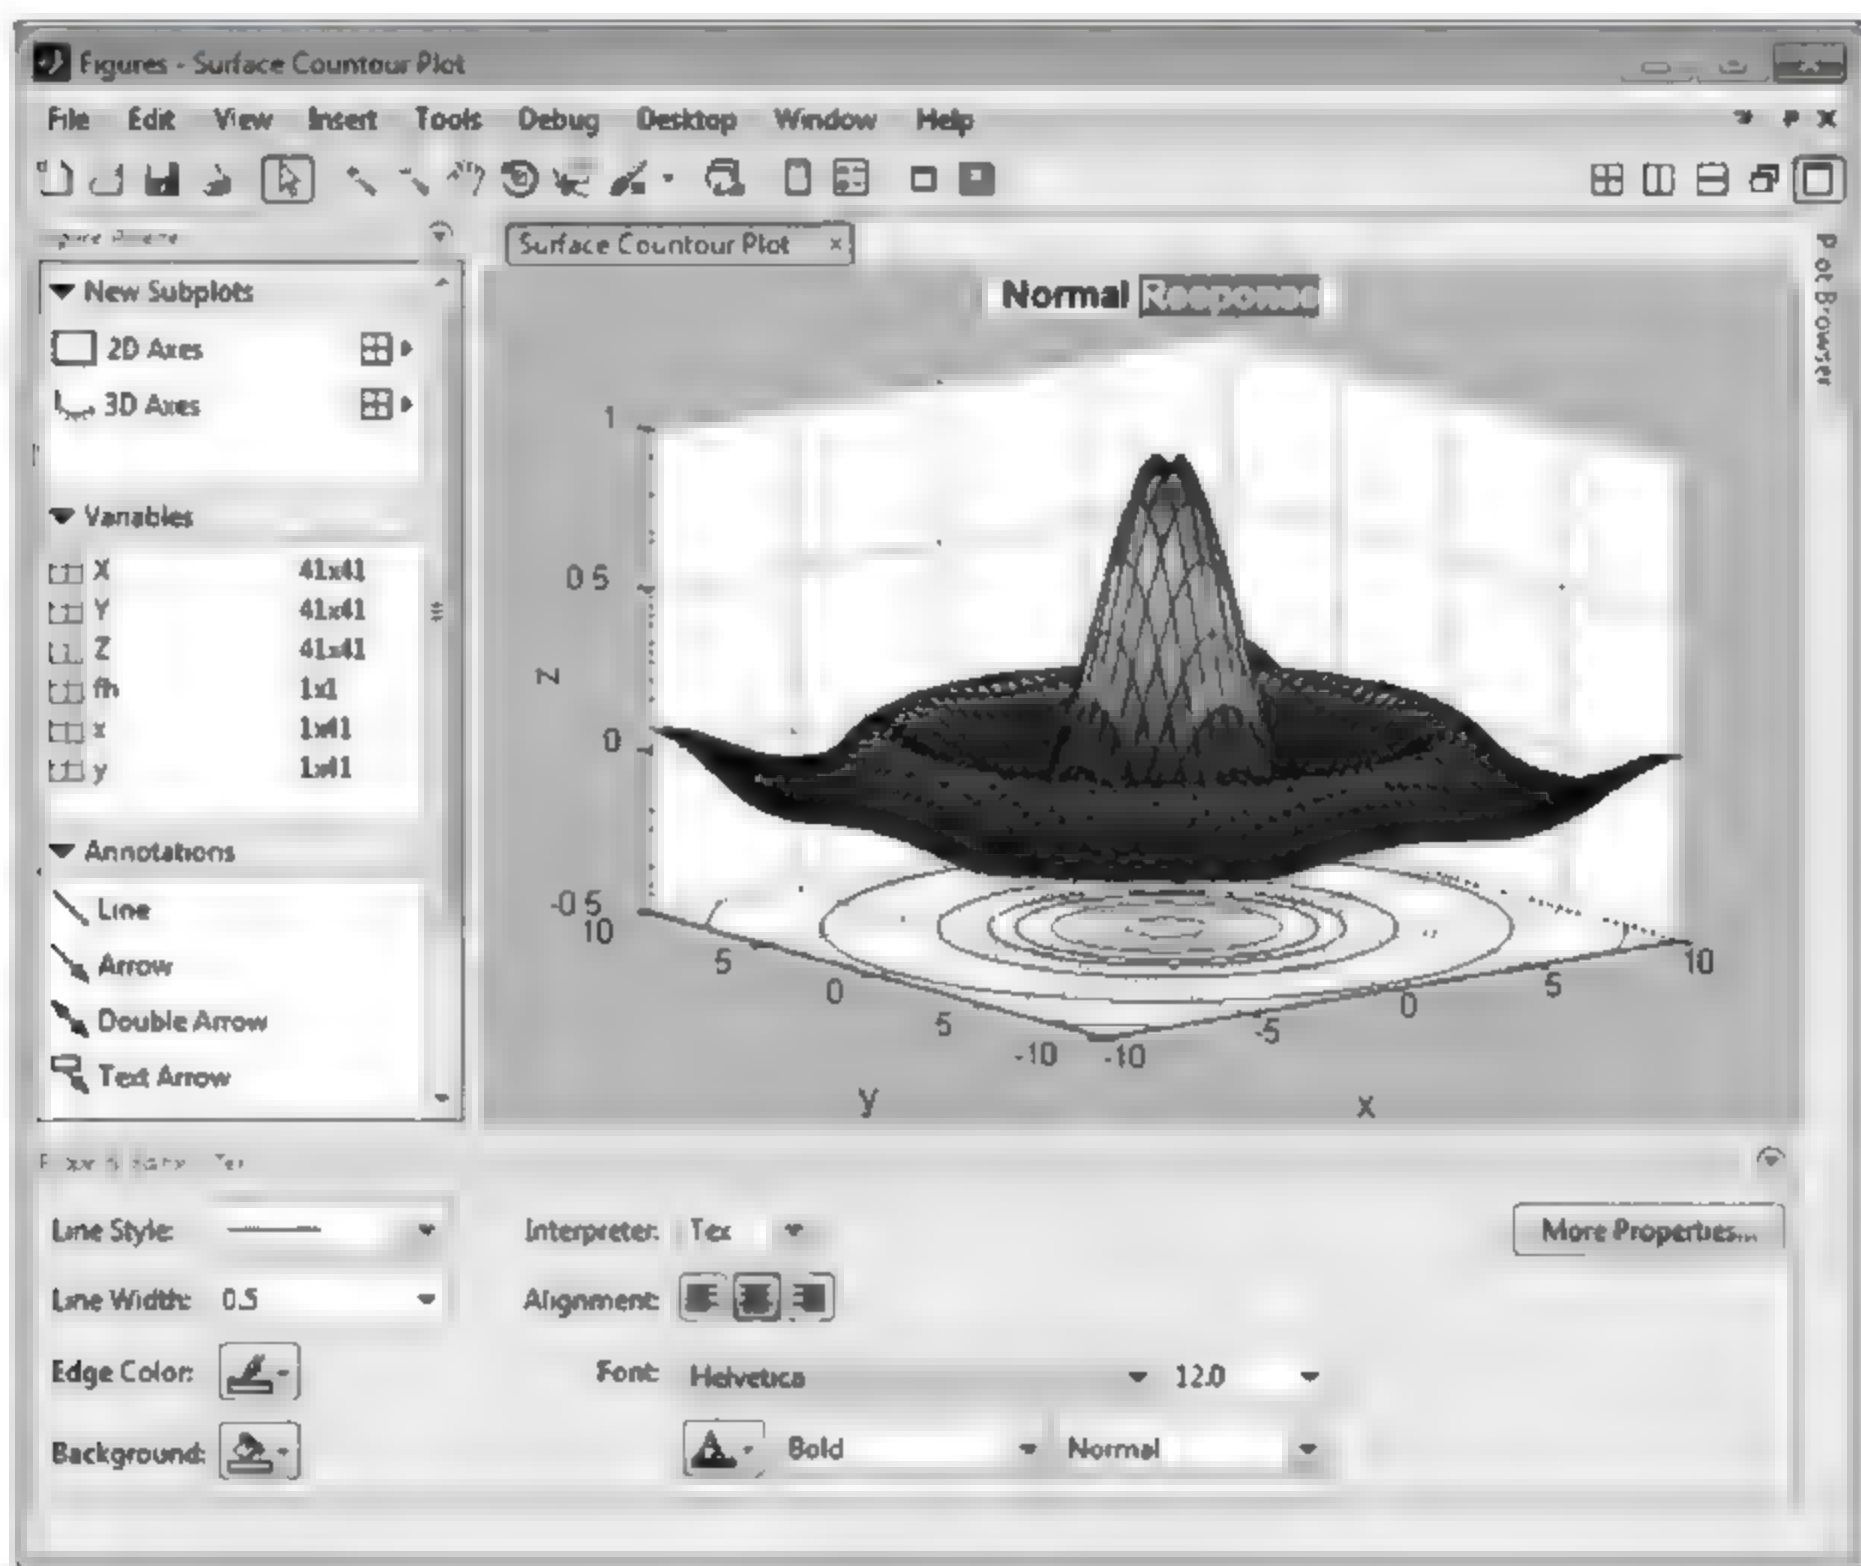 Figures - Surface Countour Plot
File Edit View Insert Tools Debug Desktop Window Help
Surface Countour Plot
Plot Browser
New Subplots
2D Axes
3D Axes
Variables
X 41x41
Y 41x41
Z 41x41
fh 1x1
x 1x41
y 1x41
Annotations
Line
Arrow
Double Arrow
Text Arrow
Normal Response
1
0 5
0
-0 5
z
10
5
0
5
-10
y
-10
-5
0
5
10
x
Line Style:
Line Width: 0.5
Edge Color:
Background:
Interpreter: Tex
Alignment:
Font: Helvetica 12.0
Bold Normal
More Properties...